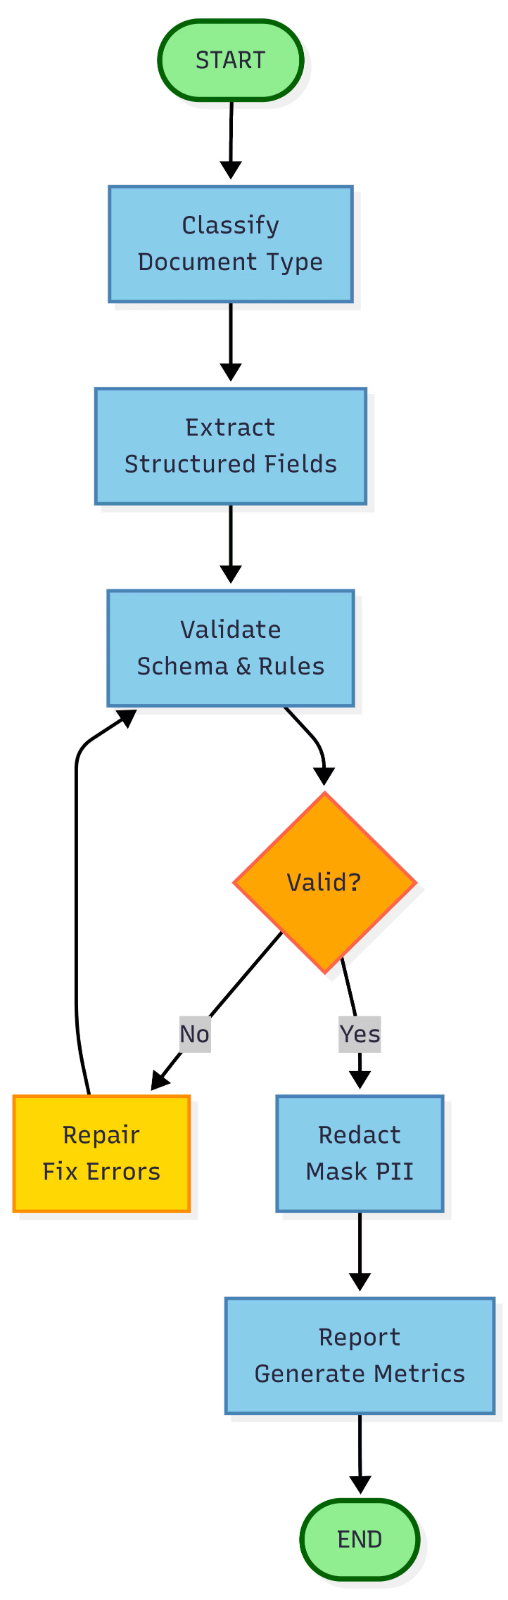 START
Classify
Document Type
Extract
Structured Fields
Validate
Schema & Rules
Valid?
No
Yes
Repair
Fix Errors
Redact
Mask PII
Report
Generate Metrics
END